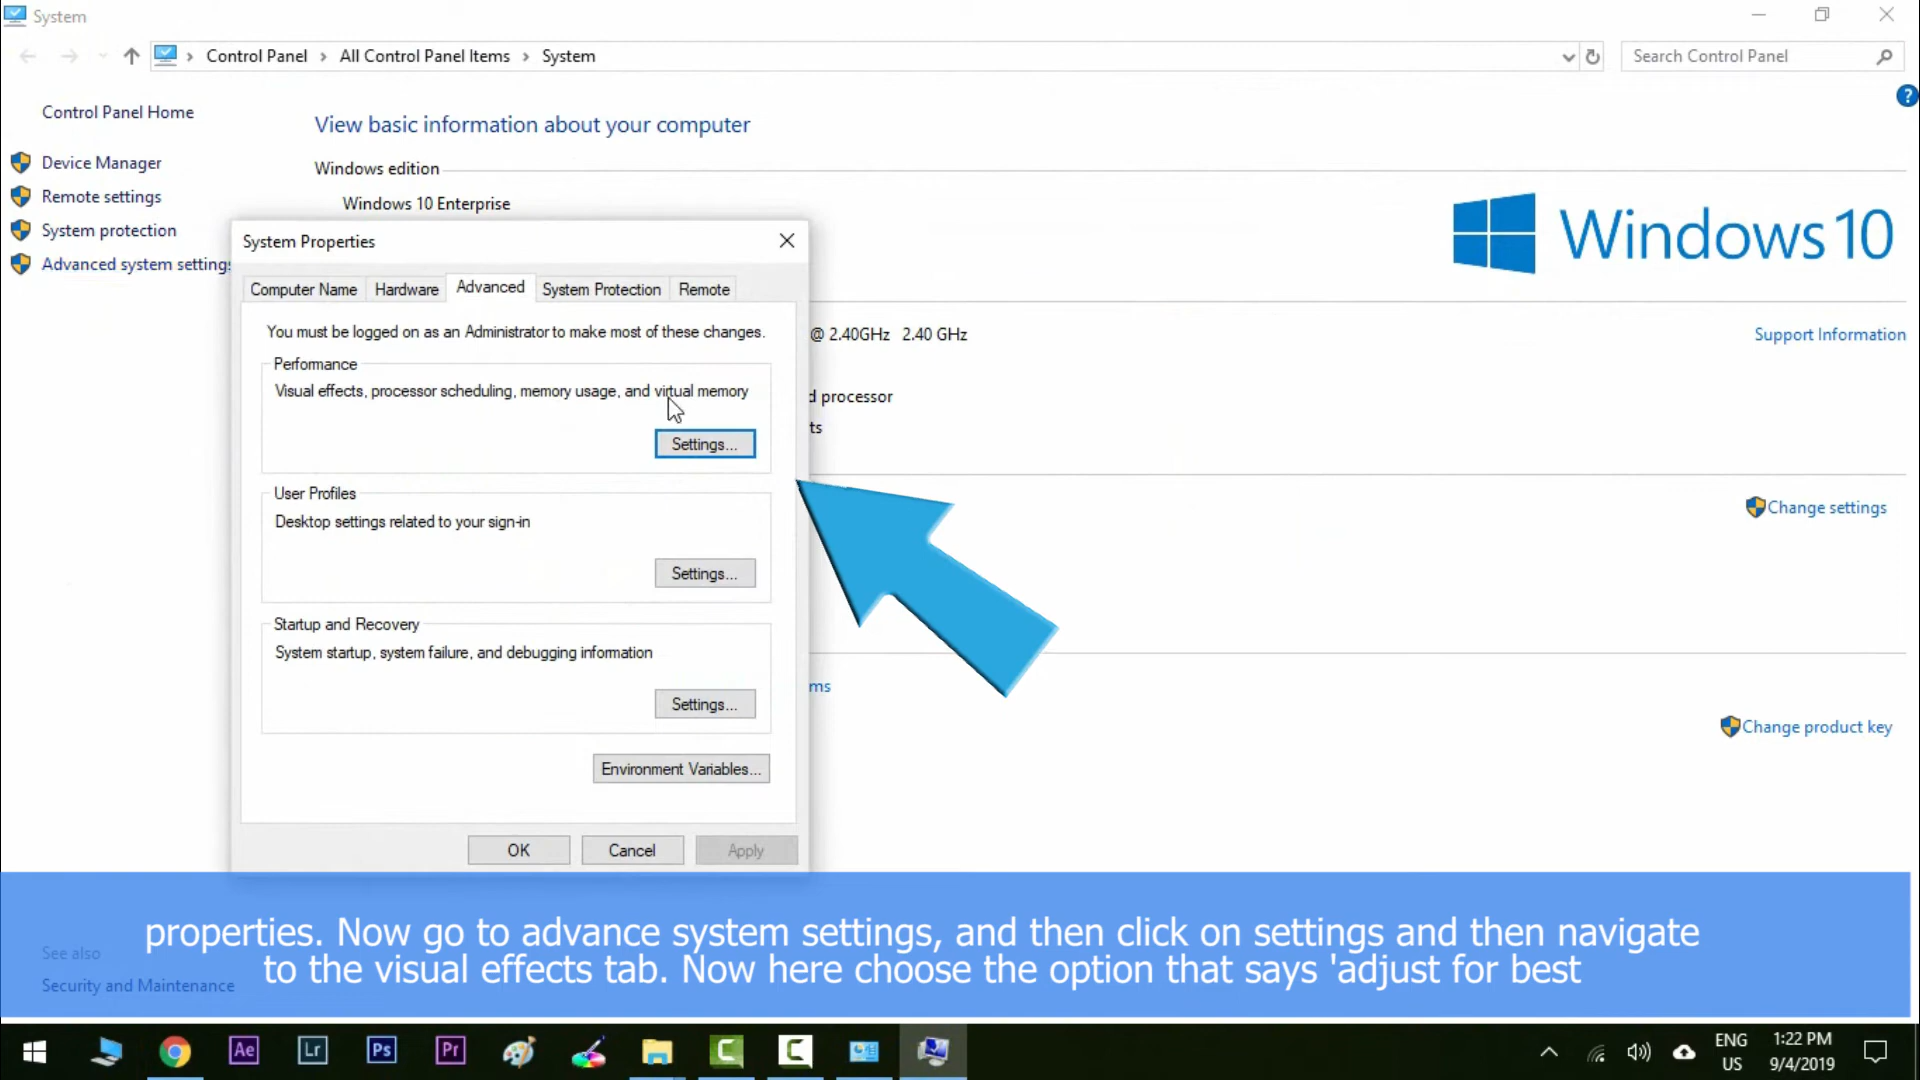 System
Control Panel > All Control Panel Items > System
Search Control Panel
Control Panel Home
Device Manager
Remote settings
System protection
Advanced system settings
View basic information about your computer
Windows edition
Windows 10 Enterprise
Windows 10
@ 2.40GHz 2.40 GHz
Support Information
d processor
ts
Change settings
ms
Change product key
System Properties
Computer Name Hardware Advanced System Protection Remote
You must be logged on as an Administrator to make most of these changes.
Performance
Visual effects, processor scheduling, memory usage, and virtual memory
Settings...
User Profiles
Desktop settings related to your sign-in
Settings...
Startup and Recovery
System startup, system failure, and debugging information
Settings...
Environment Variables...
OK Cancel Apply
See also
Security and Maintenance
properties. Now go to advance system settings, and then click on settings and then navigate
to the visual effects tab. Now here choose the option that says 'adjust for best
Ae Lr Ps Pr
ENG
US
1:22 PM
9/4/2019